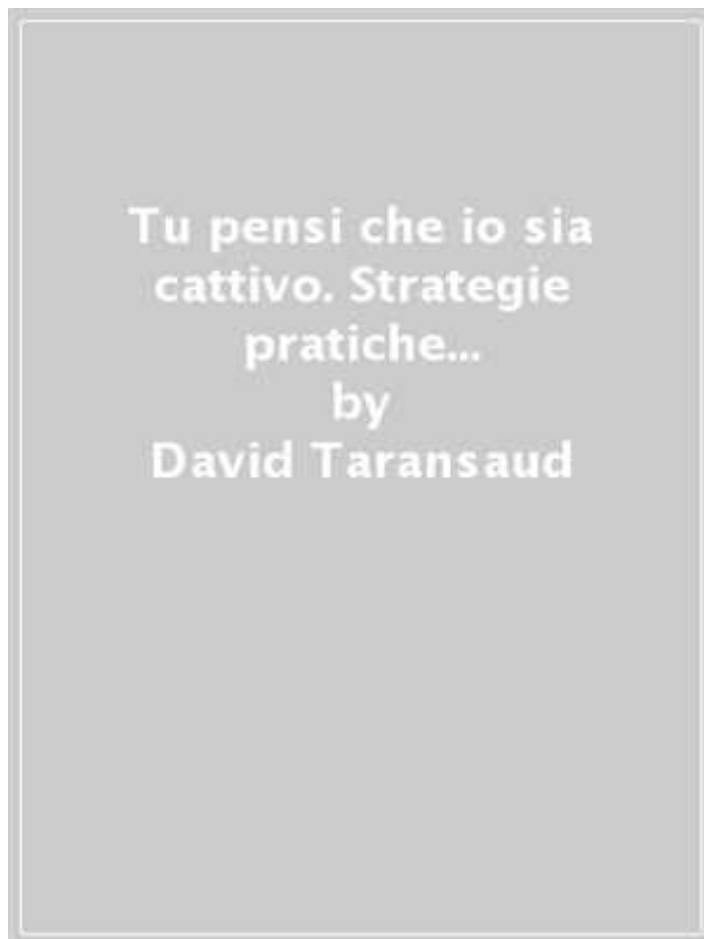 Tu pensi che io sia
cattivo. Strategie
pratiche...
by
David Taransaud